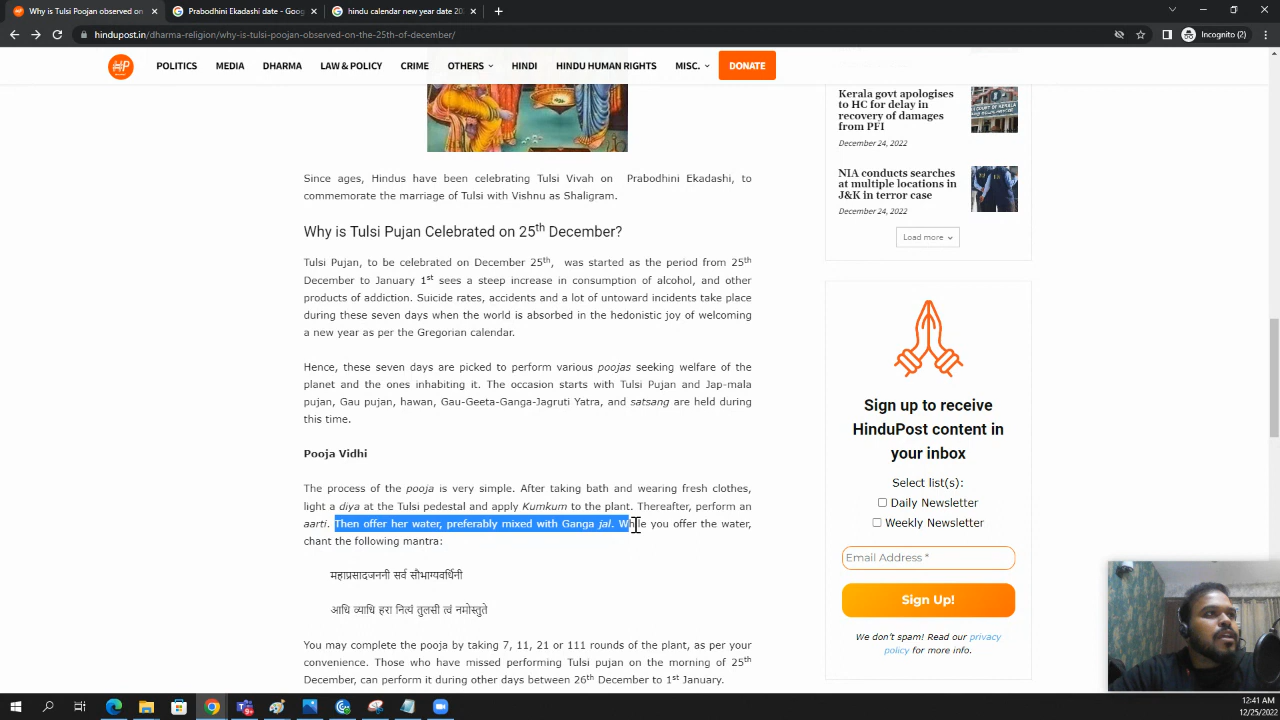 Why is Tulsi Poojan observed on
Prabodhini Ekadashi date - Goog
hindu calendar new year date 20
hindupost.in/dharma-religion/why-is-tulsi-poojan-observed-on-the-25th-of-december/
Incognito (2)
HP
POLITICS MEDIA DHARMA LAW & POLICY CRIME OTHERS HINDI HINDU HUMAN RIGHTS MISC. DONATE
Since ages, Hindus have been celebrating Tulsi Vivah on Prabodhini Ekadashi, to
commemorate the marriage of Tulsi with Vishnu as Shaligram.
Why is Tulsi Pujan Celebrated on 25th December?
Tulsi Pujan, to be celebrated on December 25th, was started as the period from 25th
December to January 1st sees a steep increase in consumption of alcohol, and other
products of addiction. Suicide rates, accidents and a lot of untoward incidents take place
during these seven days when the world is absorbed in the hedonistic joy of welcoming
a new year as per the Gregorian calendar.
Hence, these seven days are picked to perform various poojas seeking welfare of the
planet and the ones inhabiting it. The occasion starts with Tulsi Pujan and Jap-mala
pujan, Gau pujan, hawan, Gau-Geeta-Ganga-Jagruti Yatra, and satsang are held during
this time.
Pooja Vidhi
The process of the pooja is very simple. After taking bath and wearing fresh clothes,
light a diya at the Tulsi pedestal and apply Kumkum to the plant. Thereafter, perform an
aarti. Then offer her water, preferably mixed with Ganga jal. While you offer the water,
chant the following mantra:
महाप्रसादजननी सर्व सौभाग्यवर्धिनी
आधि व्याधि हरा नित्यं तुलसी त्वं नमोस्तुते
You may complete the pooja by taking 7, 11, 21 or 111 rounds of the plant, as per your
convenience. Those who have missed performing Tulsi pujan on the morning of 25th
December, can perform it during other days between 26th December to 1st January.
Kerala govt apologises
to HC for delay in
recovery of damages
from PFI
December 24, 2022
NIA conducts searches
at multiple locations in
J&K in terror case
December 24, 2022
Load more
Sign up to receive
HinduPost content in
your inbox
Select list(s):
Daily Newsletter
Weekly Newsletter
Email Address *
Sign Up!
We don't spam! Read our privacy
policy for more info.
12:41 AM
12/25/2022